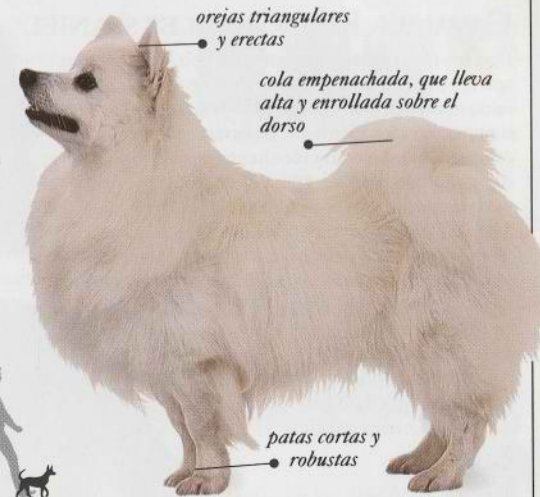 orejas triangulares
y erectas
cola empenachada, que lleva
alta y enrollada sobre el
dorso
patas cortas y
robustas